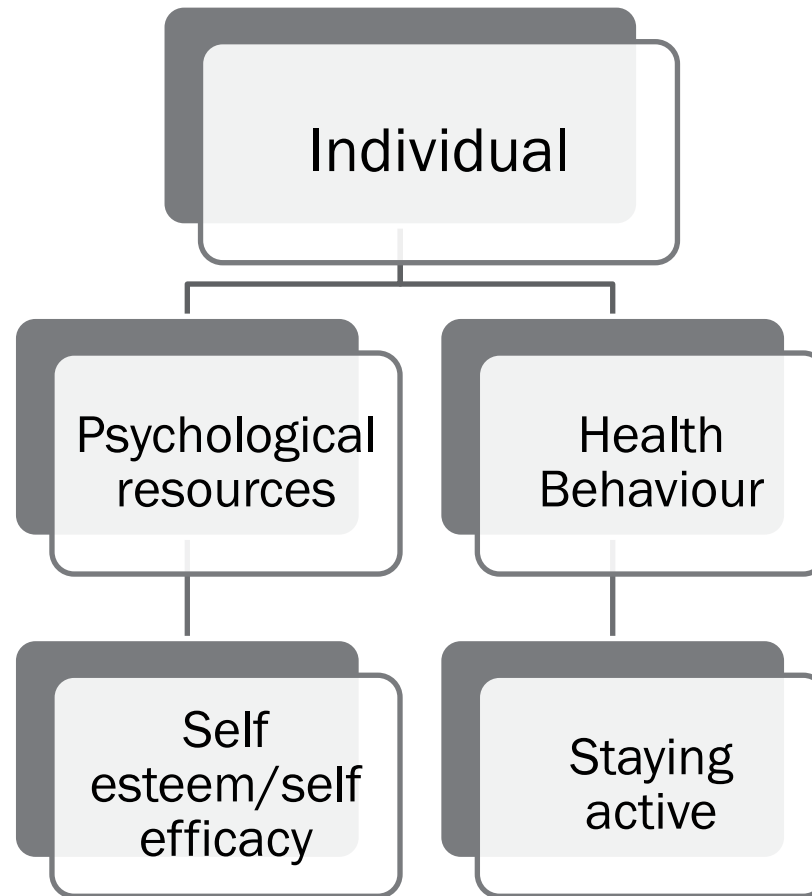 Individual
Psychological
resources
Health
Behaviour
Self
esteem/self
efficacy
Staying
active